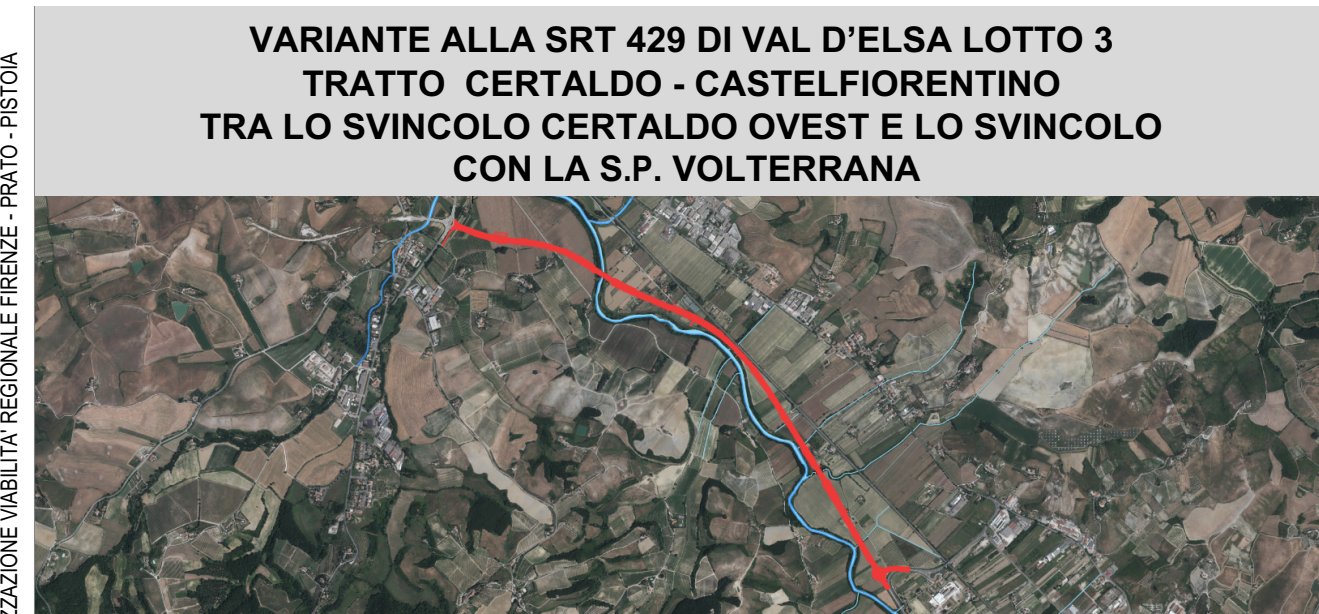 VARIANTE ALLA SRT 429 DI VAL D'ELSA LOTTO 3
TRATTO CERTALDO - CASTELFIORENTINO
TRA LO SVINCOLO CERTALDO OVEST E LO SVINCOLO
CON LA S.P. VOLTERRANA
ZZAZIONE VIABILITA' REGIONALE FIRENZE - PRATO - PISTOIA